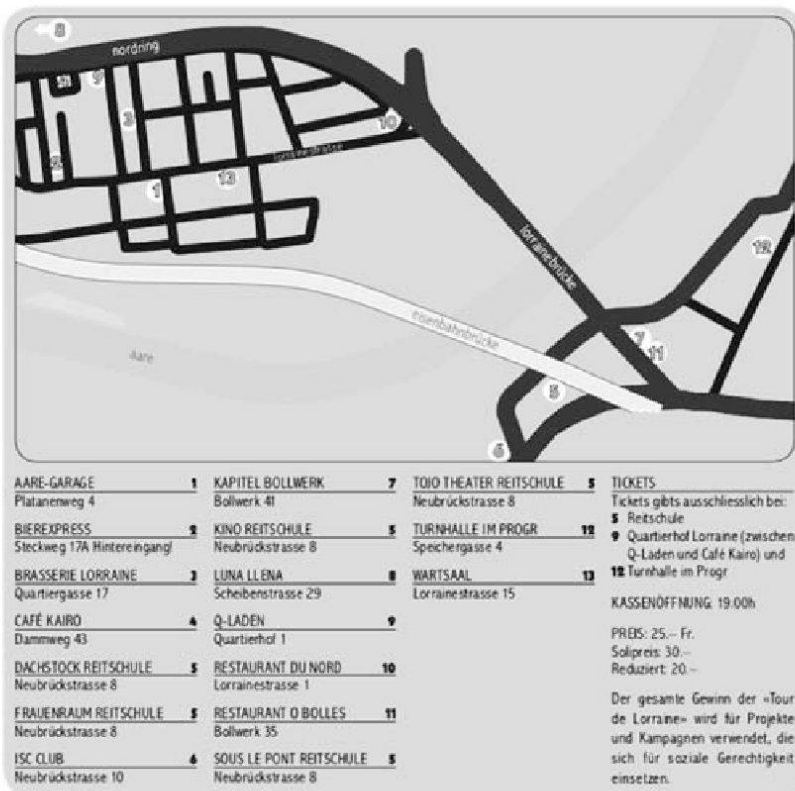 8
nordring
9
3
10
lorrainestrasse
1
13
lorrainebrücke
12
eisenbahnbrücke
aare
7
11
5
6
AARE-GARAGE 1
Platanenweg 4
BIEREXPRESS 2
Steckweg 17A Hintereingang!
BRASSERIE LORRAINE 3
Quartiergasse 17
CAFÉ KAIRO 4
Dammweg 43
DACHSTOCK REITSCHULE 5
Neubrückstrasse 8
FRAUENRAUM REITSCHULE 5
Neubrückstrasse 8
ISC CLUB 6
Neubrückstrasse 10
KAPITEL BOLLWERK 7
Bollwerk 41
KINO REITSCHULE 5
Neubrückstrasse 8
LUNA LLENA 8
Scheibenstrasse 29
Q-LADEN 9
Quartierhof 1
RESTAURANT DU NORD 10
Lorrainestrasse 1
RESTAURANT O BOLLES 11
Bollwerk 35
SOUS LE PONT REITSCHULE 5
Neubrückstrasse 8
TOJO THEATER REITSCHULE 5
Neubrückstrasse 8
TURNHALLE IM PROGR 12
Speichergasse 4
WARTSAAL 13
Lorrainestrasse 15
TICKETS
Tickets gibts ausschliesslich bei:
5 Reitschule
9 Quartierhof Lorraine (zwischen
Q-Laden und Café Kairo) und
12 Turnhalle im Progr
KASSENÖFFNUNG: 19.00h
PREIS: 25.– Fr.
Solipreis: 30.–
Reduziert: 20.–
Der gesamte Gewinn der «Tour
de Lorraine» wird für Projekte
und Kampagnen verwendet, die
sich für soziale Gerechtigkeit
einsetzen.